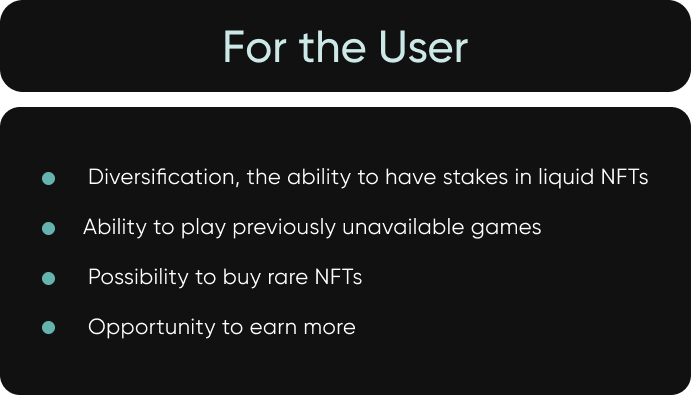 For the User
Diversification, the ability to have stakes in liquid NFTs
Ability to play previously unavailable games
Possibility to buy rare NFTs
Opportunity to earn more